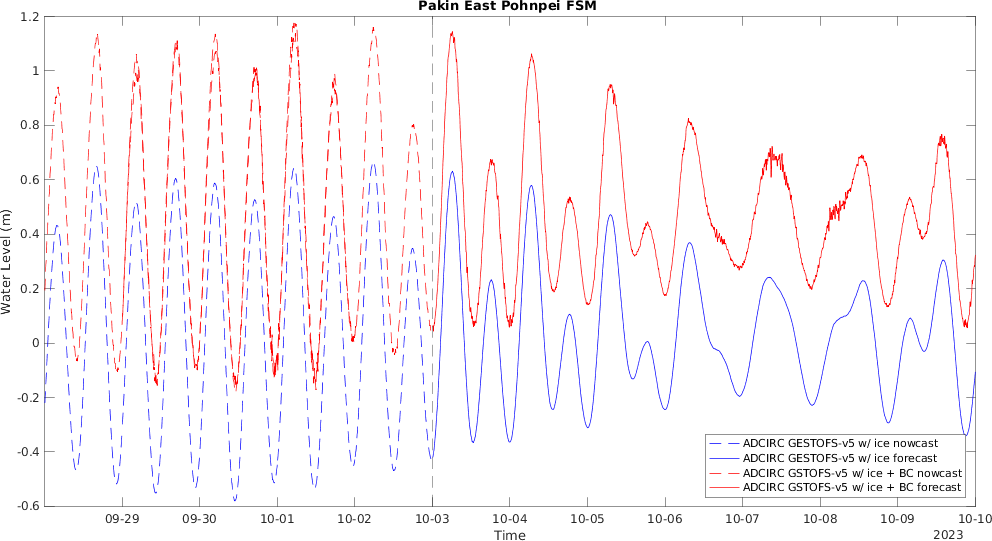 Pakin East Pohnpei FSM
Water Level (m)
1.2
1
0.8
0.6
0.4
0.2
0
-0.2
-0.4
-0.6
ADCIRC GESTOFS-v5 w/ ice nowcast
ADCIRC GESTOFS-v5 w/ ice forecast
ADCIRC GSTOFS-v5 w/ ice + BC nowcast
ADCIRC GSTOFS-v5 w/ ice + BC forecast
09-29 09-30 10-01 10-02 10-03 10-04 10-05 10-06 10-07 10-08 10-09 10-10
Time
2023